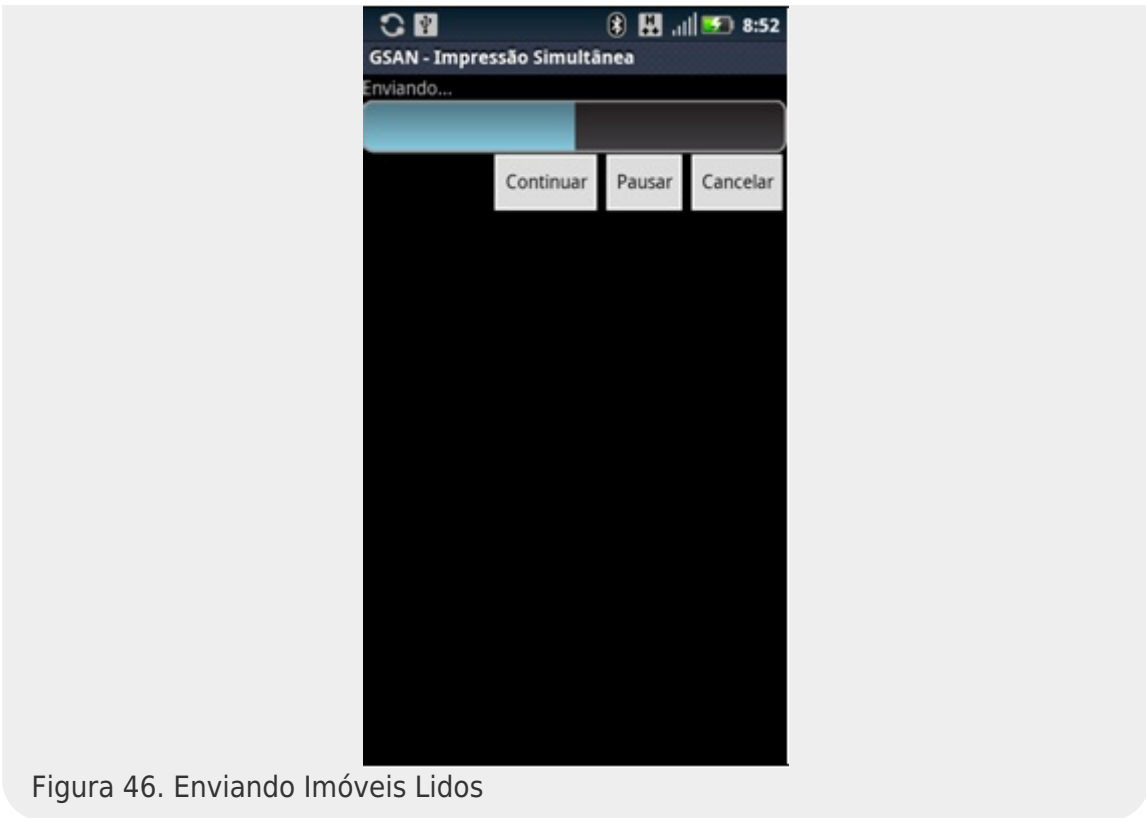 8:52
GSAN - Impressão Simultânea
Enviando...
Continuar Pausar Cancelar
Figura 46. Enviando Imóveis Lidos